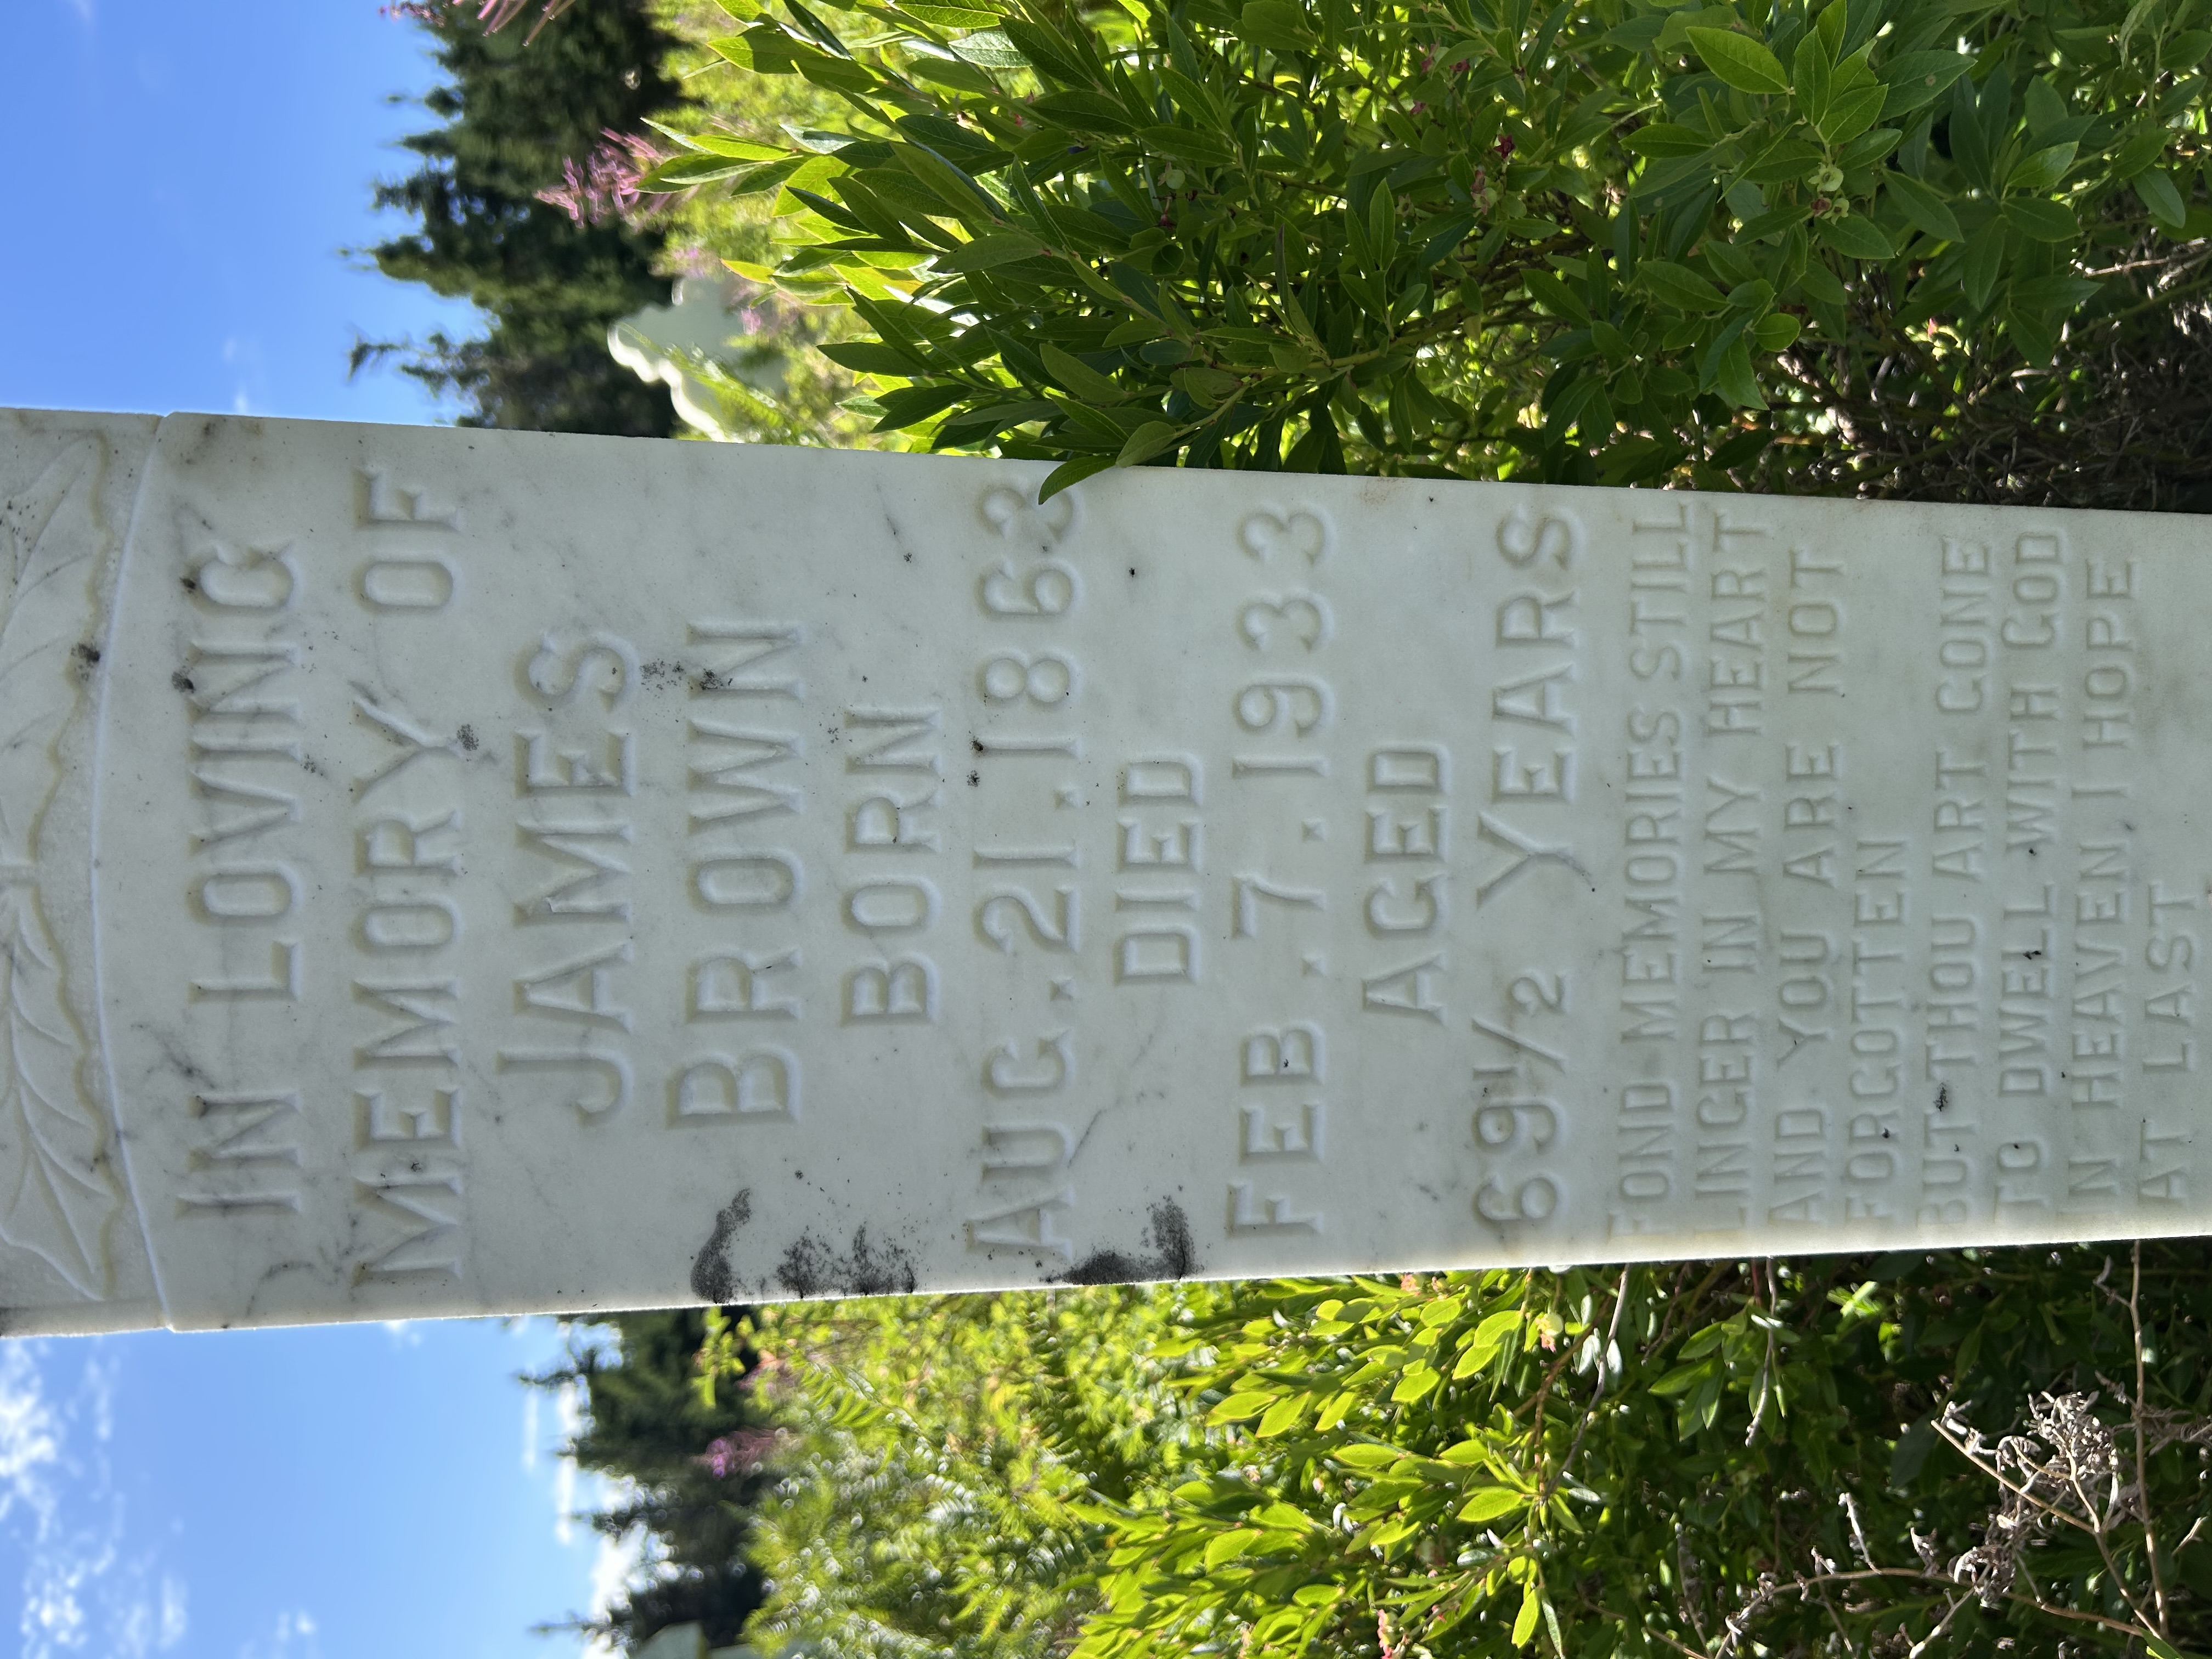 IN LOVING
MEMORY OF
JAMES
BROWN
BORN
AUG. 21. 1863
DIED
FEB. 7. 1933
AGED
69 1/2 YEARS
FOND MEMORIES STILL
LINGER IN MY HEART
AND YOU ARE NOT
FORGOTTEN
BUT THOU ART GONE
TO DWELL WITH GOD
IN HEAVEN I HOPE
AT LAST